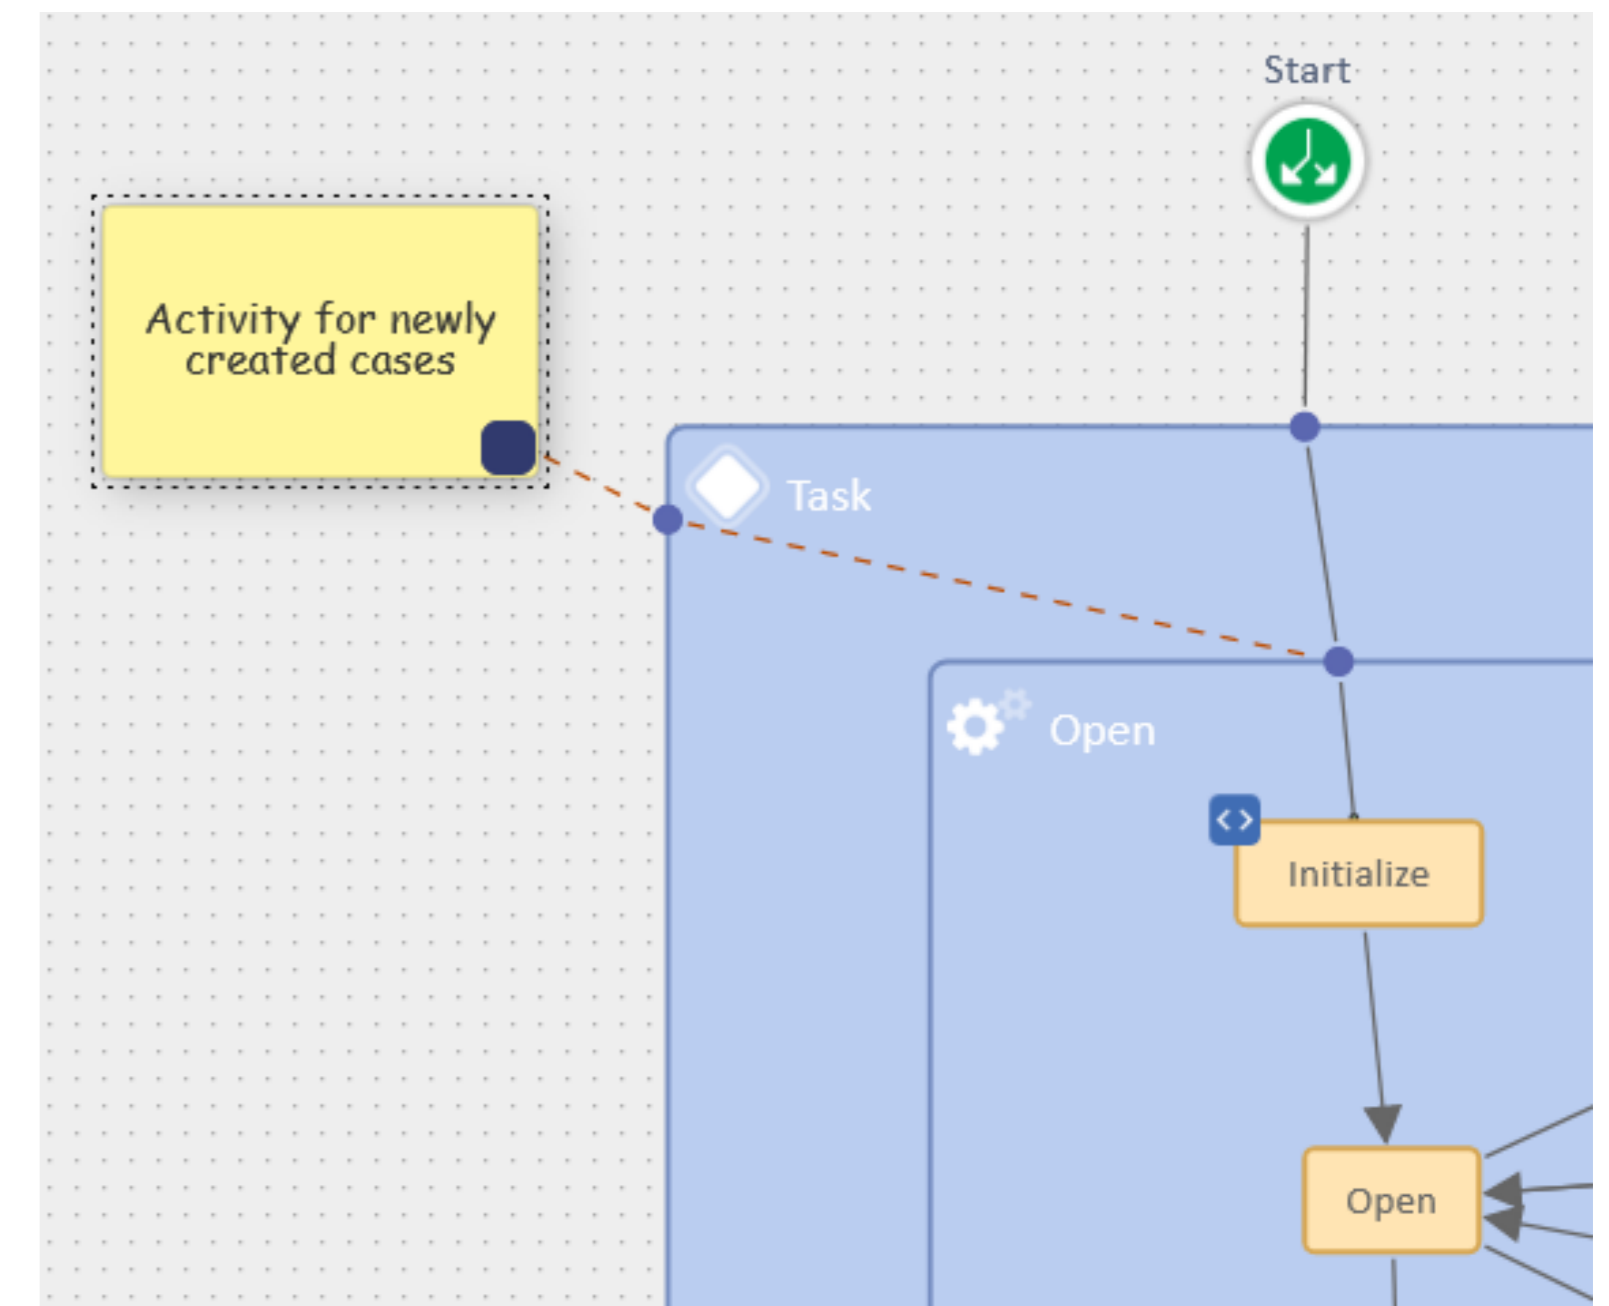 Start
Activity for newly
created cases
Task
Open
Initialize
Open